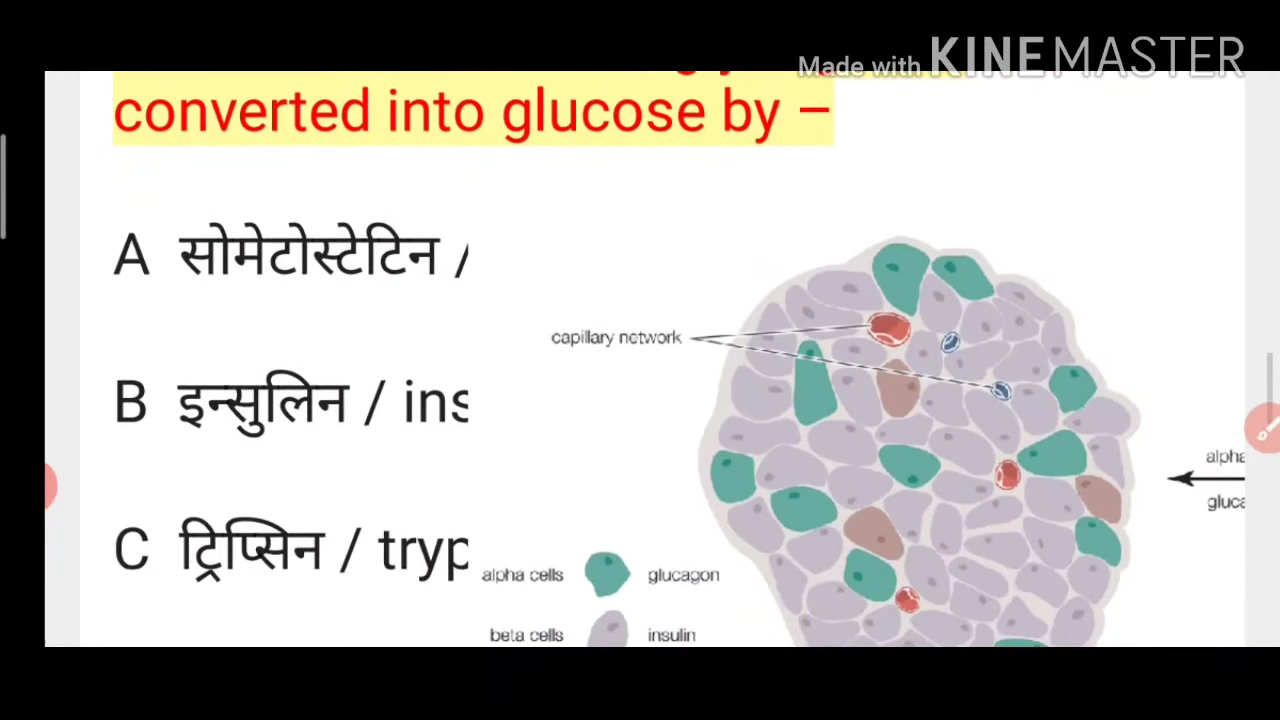 Made with KINEMASTER
converted into glucose by –
A सोमेटोस्टेटिन /
capillary network
B इन्सुलिन / ins
alpha
gluca
C ट्रिप्सिन / tryp
alpha cells glucagon
beta cells insulin